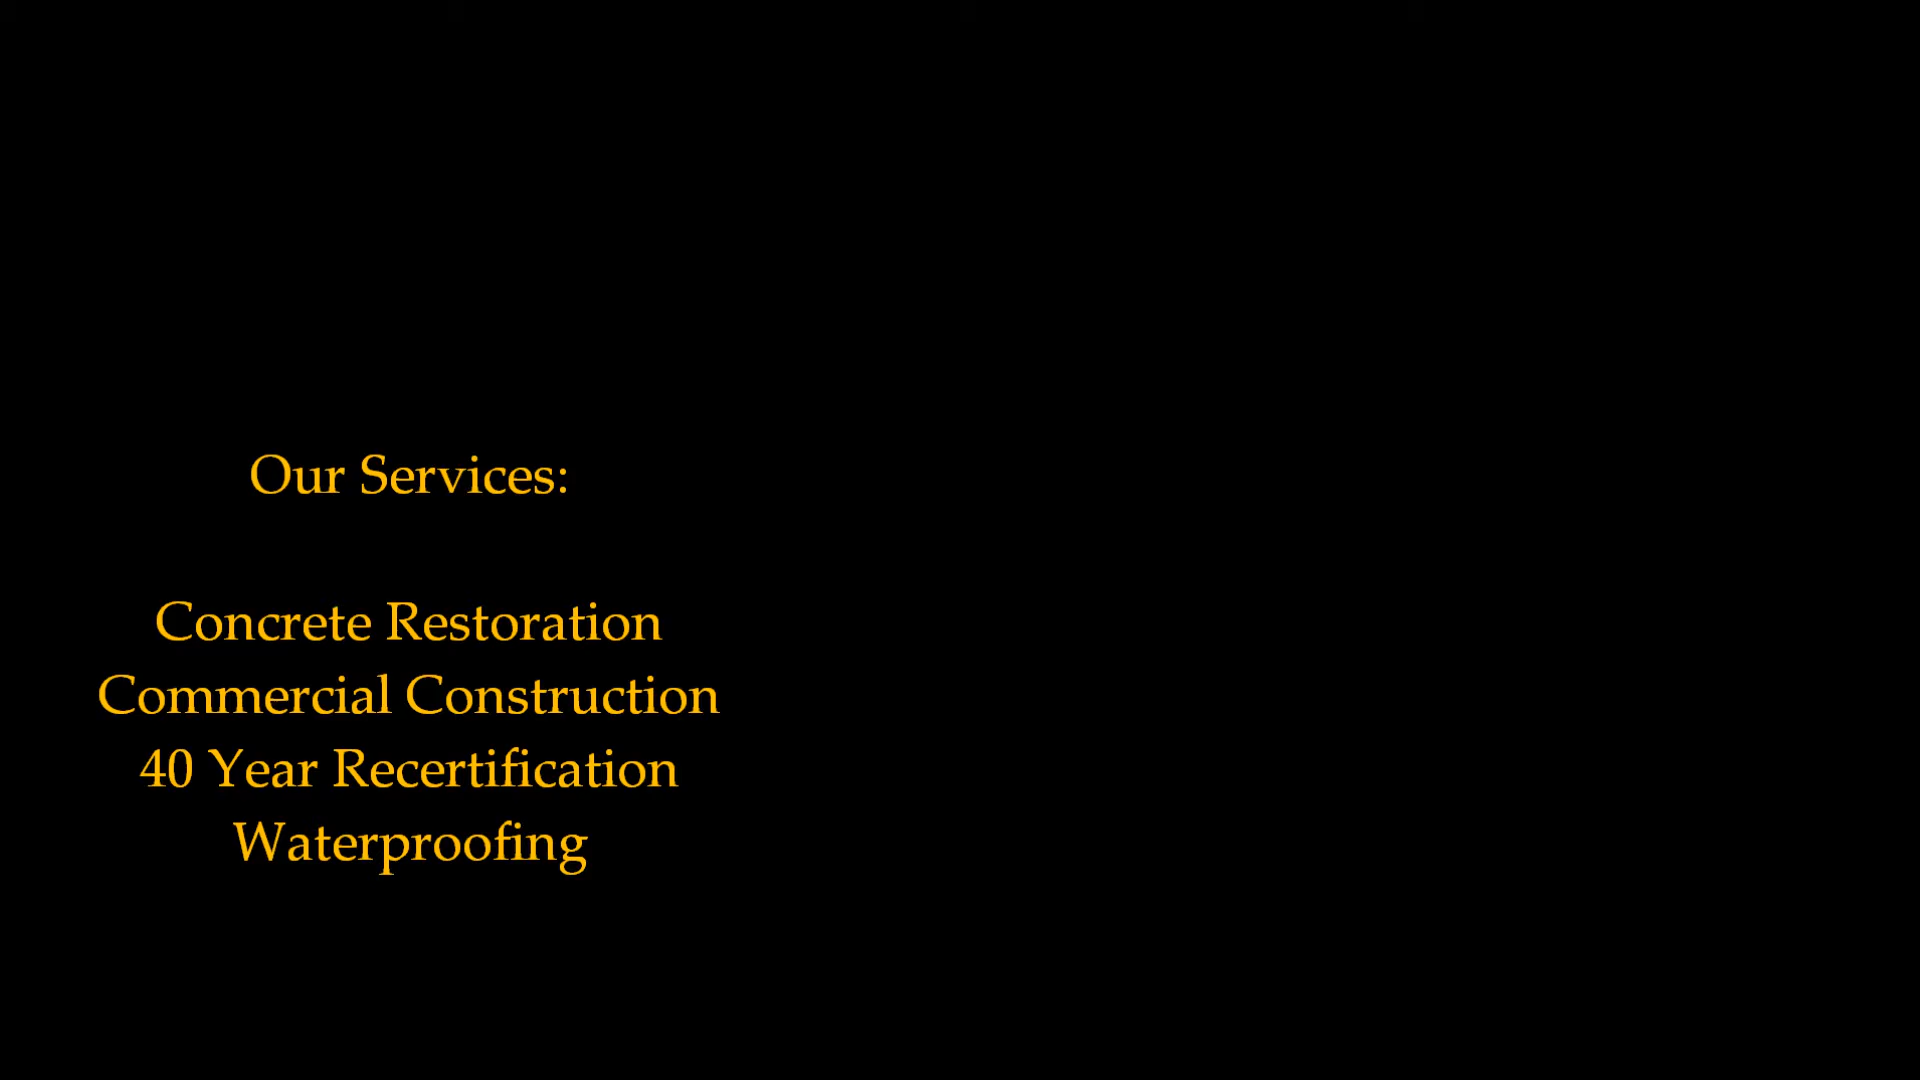 Our Services:
Concrete Restoration
Commercial Construction
40 Year Recertification
Waterproofing